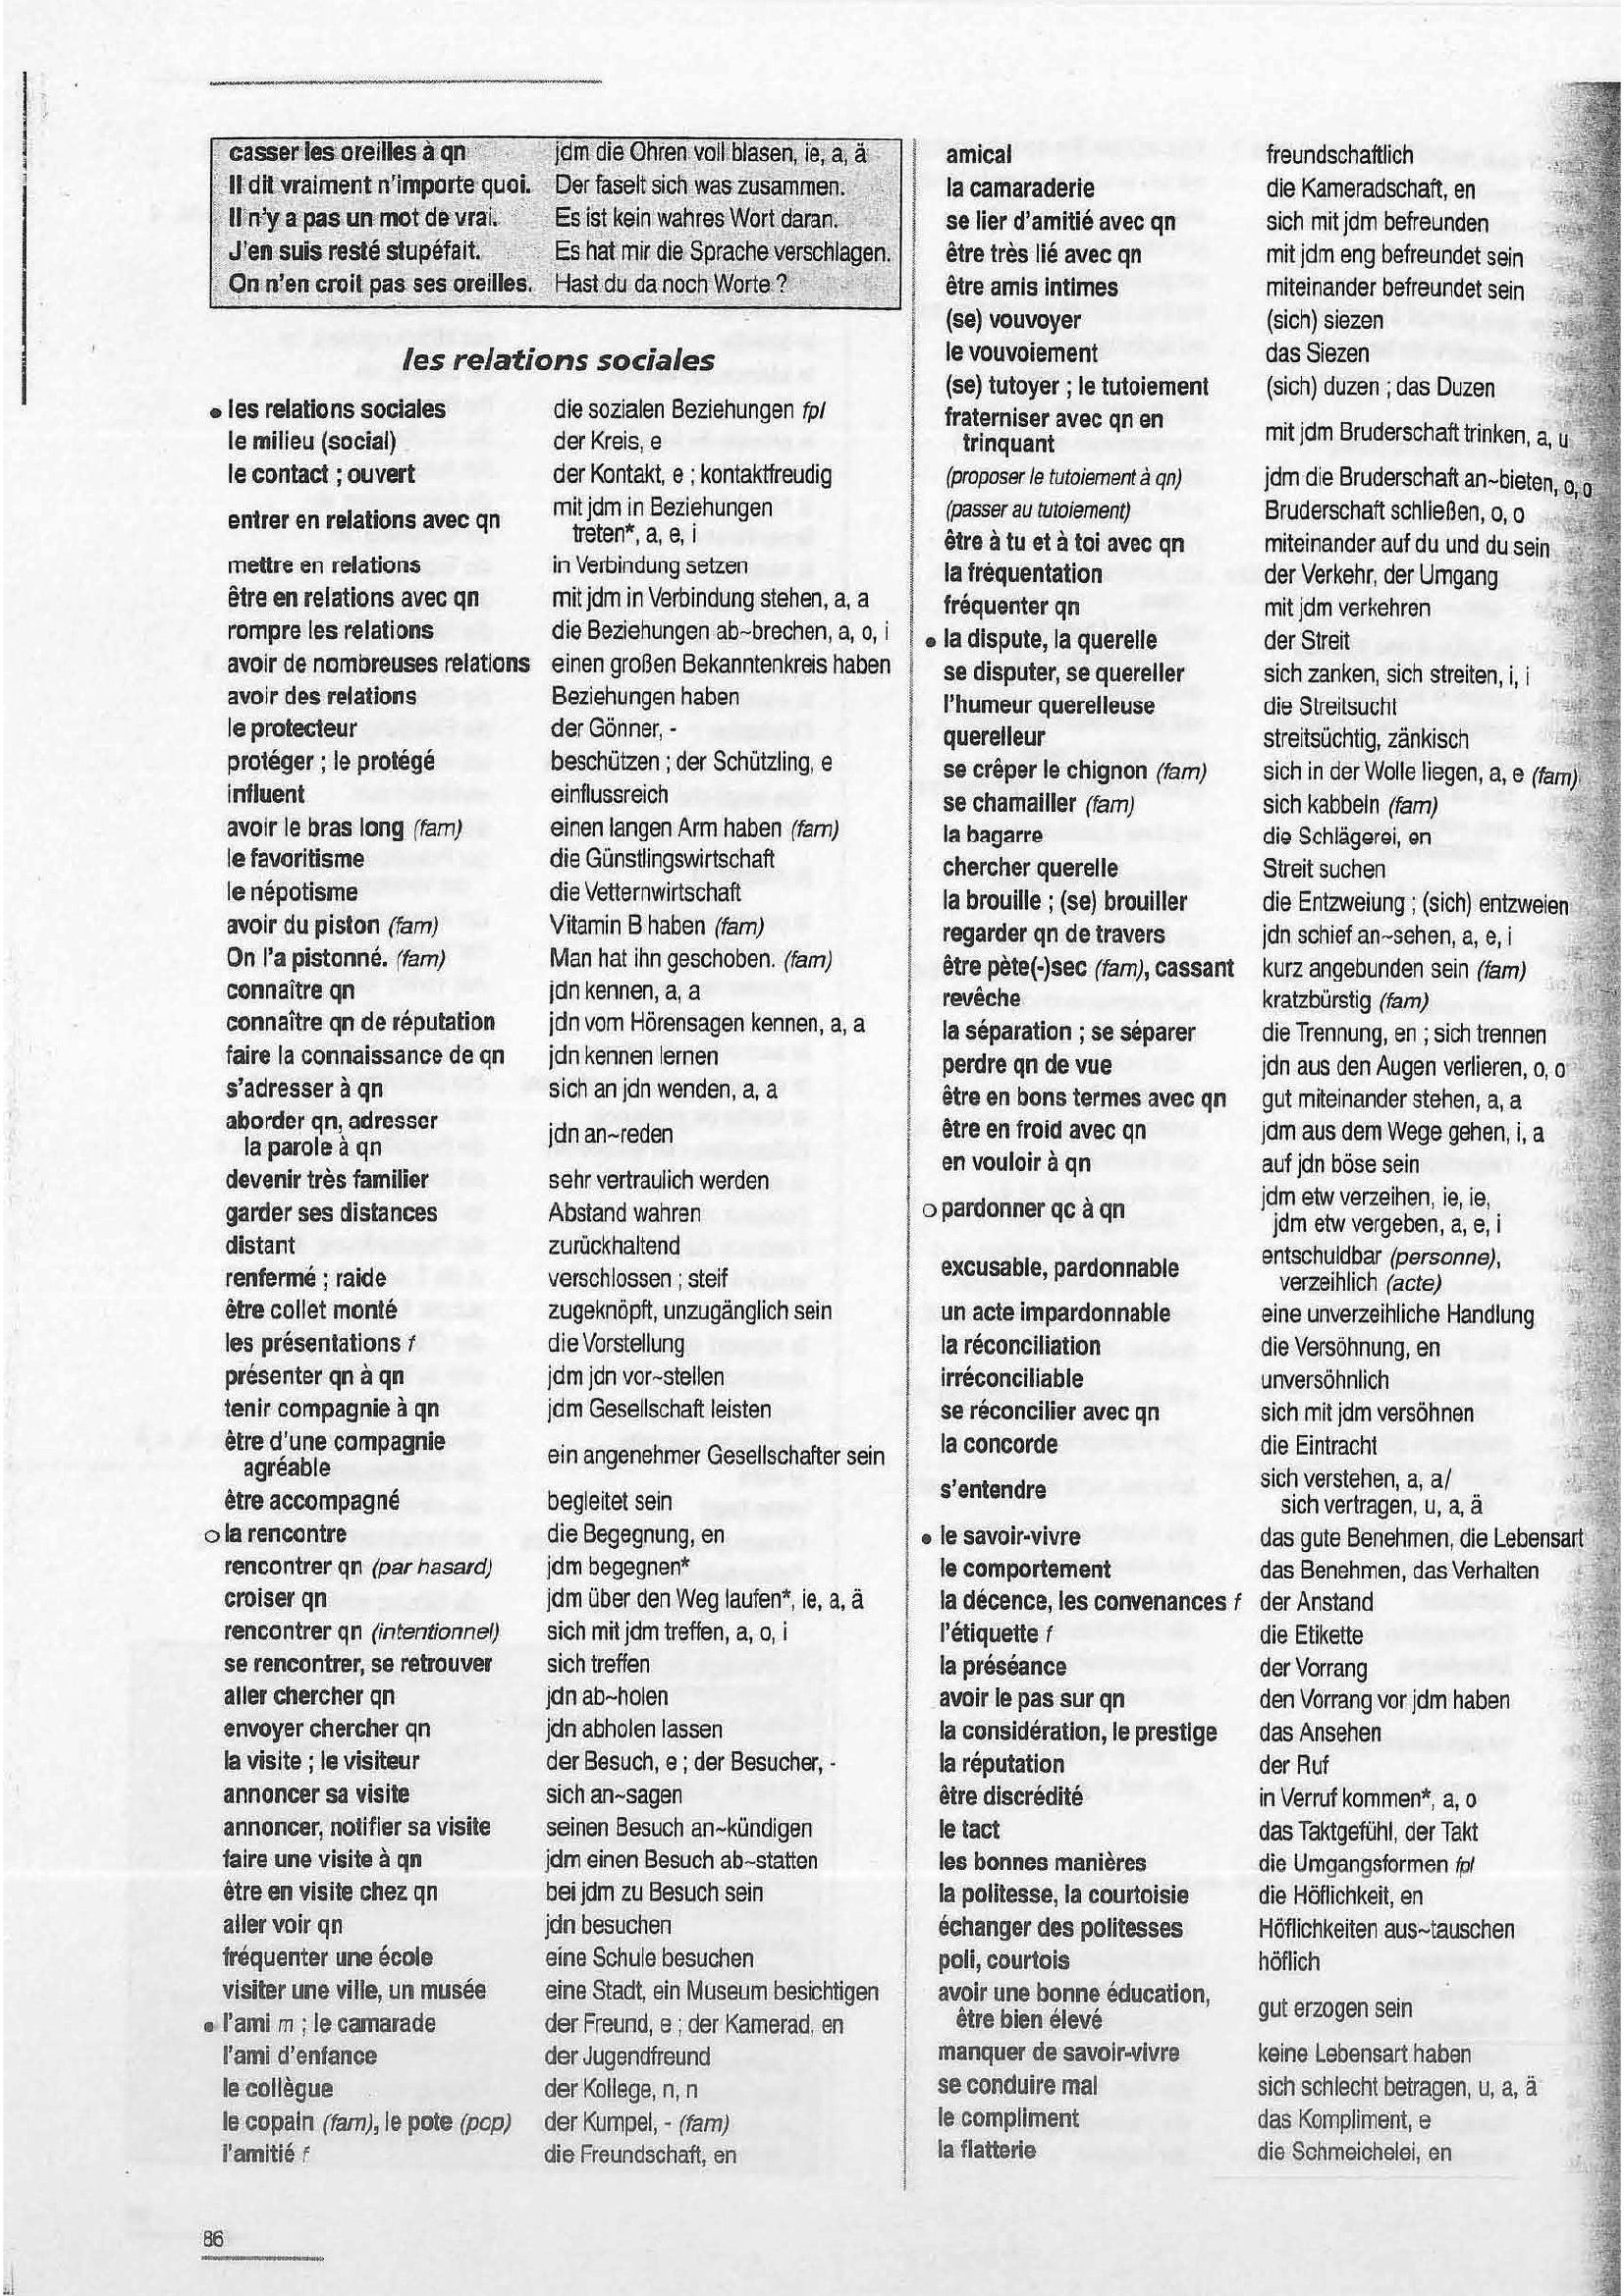 casser les oreilles à qn jdm die Ohren voll blasen, ie, a, ä
Il dit vraiment n'importe quoi. Der faselt sich was zusammen.
Il n'y a pas un mot de vrai. Es ist kein wahres Wort daran.
J'en suis resté stupéfait. Es hat mir die Sprache verschlagen.
On n'en croit pas ses oreilles. Hast du da noch Worte ?
les relations sociales
• les relations sociales die sozialen Beziehungen fpl
le milieu (social) der Kreis, e
le contact ; ouvert der Kontakt, e ; kontaktfreudig
entrer en relations avec qn mit jdm in Beziehungen
treten*, a, e, i
mettre en relations in Verbindung setzen
être en relations avec qn mit jdm in Verbindung stehen, a, a
rompre les relations die Beziehungen ab~brechen, a, o, i
avoir de nombreuses relations einen großen Bekanntenkreis haben
avoir des relations Beziehungen haben
le protecteur der Gönner, -
protéger ; le protégé beschützen ; der Schützling, e
influent einflussreich
avoir le bras long (fam) einen langen Arm haben (fam)
le favoritisme die Günstlingswirtschaft
le népotisme die Vetternwirtschaft
avoir du piston (fam) Vitamin B haben (fam)
On l'a pistonné. (fam) Man hat ihn geschoben. (fam)
connaître qn jdn kennen, a, a
connaître qn de réputation jdn vom Hörensagen kennen, a, a
faire la connaissance de qn jdn kennen lernen
s'adresser à qn sich an jdn wenden, a, a
aborder qn, adresser
la parole à qn jdn an~reden
devenir très familier sehr vertraulich werden
garder ses distances Abstand wahren
distant zurückhaltend
renfermé ; raide verschlossen ; steif
être collet monté zugeknöpft, unzugänglich sein
les présentations f die Vorstellung
présenter qn à qn jdm jdn vor~stellen
tenir compagnie à qn jdm Gesellschaft leisten
être d'une compagnie
agréable ein angenehmer Gesellschafter sein
être accompagné begleitet sein
o la rencontre die Begegnung, en
rencontrer qn (par hasard) jdm begegnen*
croiser qn jdm über den Weg laufen*, ie, a, ä
rencontrer qn (intentionnel) sich mit jdm treffen, a, o, i
se rencontrer, se retrouver sich treffen
aller chercher qn jdn ab~holen
envoyer chercher qn jdn abholen lassen
la visite ; le visiteur der Besuch, e ; der Besucher, -
annoncer sa visite sich an~sagen
annoncer, notifier sa visite seinen Besuch an~kündigen
faire une visite à qn jdm einen Besuch ab~statten
être en visite chez qn bei jdm zu Besuch sein
aller voir qn jdn besuchen
fréquenter une école eine Schule besuchen
visiter une ville, un musée eine Stadt, ein Museum besichtigen
• l'ami m ; le camarade der Freund, e ; der Kamerad, en
l'ami d'enfance der Jugendfreund
le collègue der Kollege, n, n
le copain (fam), le pote (pop) der Kumpel, - (fam)
l'amitié f die Freundschaft, en
amical freundschaftlich
la camaraderie die Kameradschaft, en
se lier d'amitié avec qn sich mit jdm befreunden
être très lié avec qn mit jdm eng befreundet sein
être amis intimes miteinander befreundet sein
(se) vouvoyer (sich) siezen
le vouvoiement das Siezen
(se) tutoyer ; le tutoiement (sich) duzen ; das Duzen
fraterniser avec qn en
trinquant mit jdm Bruderschaft trinken, a, u
(proposer le tutoiement à qn) jdm die Bruderschaft an~bieten, o, o
(passer au tutoiement) Bruderschaft schließen, o, o
être à tu et à toi avec qn miteinander auf du und du sein
la fréquentation der Verkehr, der Umgang
fréquenter qn mit jdm verkehren
• la dispute, la querelle der Streit
se disputer, se quereller sich zanken, sich streiten, i, i
l'humeur querelleuse die Streitsucht
querelleur streitsüchtig, zänkisch
se crêper le chignon (fam) sich in der Wolle liegen, a, e (fam)
se chamailler (fam) sich kabbeln (fam)
la bagarre die Schlägerei, en
chercher querelle Streit suchen
la brouille ; (se) brouiller die Entzweiung ; (sich) entzweien
regarder qn de travers jdn schief an~sehen, a, e, i
être pète(-)sec (fam), cassant kurz angebunden sein (fam)
revêche kratzbürstig (fam)
la séparation ; se séparer die Trennung, en ; sich trennen
perdre qn de vue jdn aus den Augen verlieren, o, o
être en bons termes avec qn gut miteinander stehen, a, a
être en froid avec qn jdm aus dem Wege gehen, i, a
en vouloir à qn auf jdn böse sein
o pardonner qc à qn jdm etw verzeihen, ie, ie,
jdm etw vergeben, a, e, i
excusable, pardonnable entschuldbar (personne),
verzeihlich (acte)
un acte impardonnable eine unverzeihliche Handlung
la réconciliation die Versöhnung, en
irréconciliable unversöhnlich
se réconcilier avec qn sich mit jdm versöhnen
la concorde die Eintracht
s'entendre sich verstehen, a, a/
sich vertragen, u, a, ä
• le savoir-vivre das gute Benehmen, die Lebensart
le comportement das Benehmen, das Verhalten
la décence, les convenances f der Anstand
l'étiquette f die Etikette
la préséance der Vorrang
avoir le pas sur qn den Vorrang vor jdm haben
la considération, le prestige das Ansehen
la réputation der Ruf
être discrédité in Verruf kommen*, a, o
le tact das Taktgefühl, der Takt
les bonnes manières die Umgangsformen fpl
la politesse, la courtoisie die Höflichkeit, en
échanger des politesses Höflichkeiten aus~tauschen
poli, courtois höflich
avoir une bonne éducation,
être bien élevé gut erzogen sein
manquer de savoir-vivre keine Lebensart haben
se conduire mal sich schlecht betragen, u, a, ä
le compliment das Kompliment, e
la flatterie die Schmeichelei, en
86